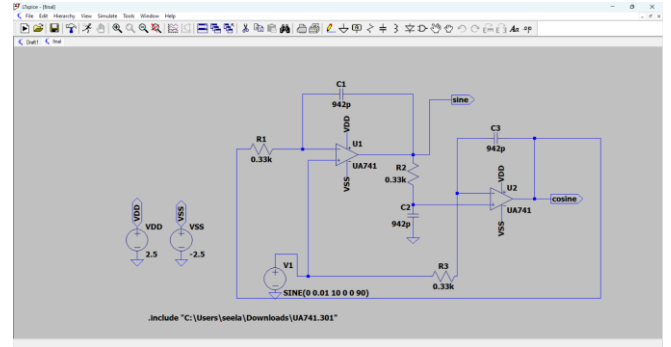 LTspice - [final]
File Edit Hierarchy View Simulate Tools Window Help
Draft1 final
C1
942p
sine
VDD
R1
0.33k
U1
UA741
VSS
C3
942p
R2
0.33k
VDD
U2
UA741
cosine
C2
942p
VSS
VDD
VSS
VDD
VSS
2.5
-2.5
V1
R3
0.33k
SINE(0 0.01 10 0 0 90)
.include "C:\Users\seela\Downloads\UA741.301"